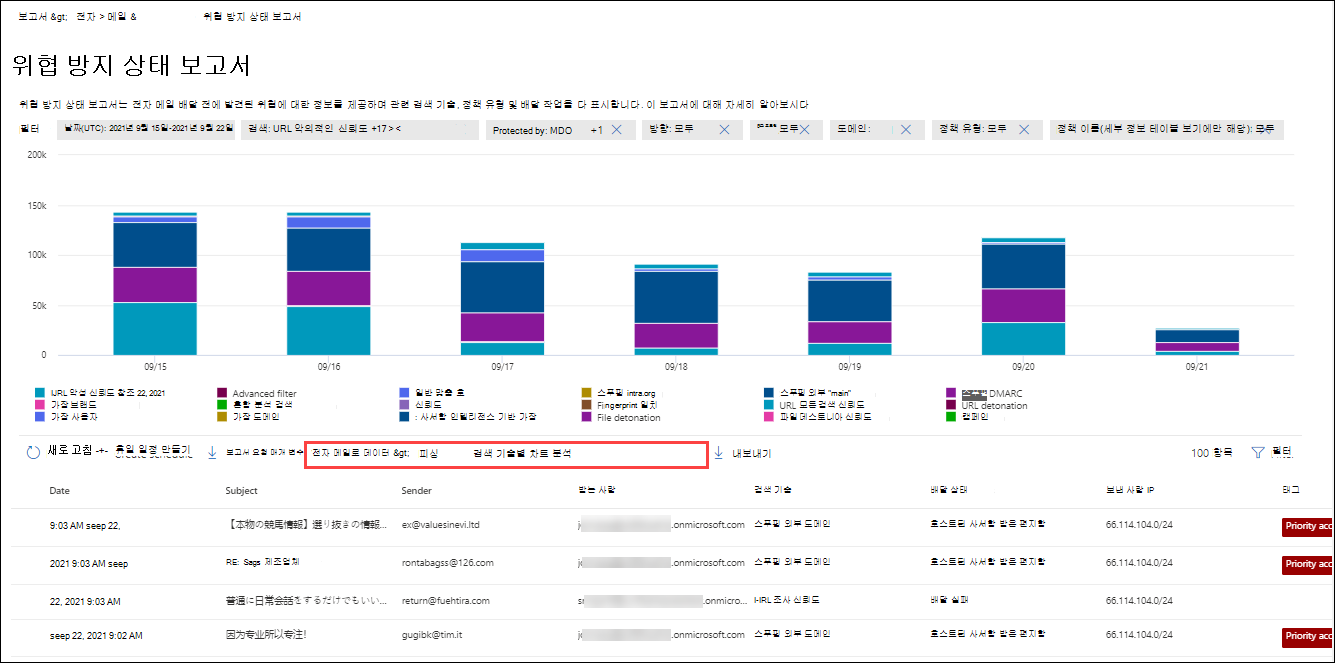 보고서 &gt; 전자 > 메일 & 위협 방지 상태 보고서
위협 방지 상태 보고서
위협 방지 상태 보고서는 전자 메일 배달 전에 발견된 위협에 대한 정보를 제공하며 관련 검색 기술, 정책 유형 및 배달 작업을 다 표시합니다. 이 보고서에 대해 자세히 알아보시다
필터 날짜(UTC): 2021년 9월 15일-2021년 9월 22일 검색: URL 악의적인 신뢰도 +17 > < Protected by: MDO +1 방향: 모두 모두 도메인: 정책 유형: 모두 정책 이름(세부 정보 테이블 보기에만 해당): 모두
200k
150k
100k
50k
0
09/15 09/16 09/17 09/18 09/19 09/20 09/21
URL 악성 신뢰도 참조 22, 2021 Advanced filter 일반 맞춤 호 스푸핑 intra.org 스푸핑 외부 "main" DMARC
가장 브랜드 혼합 분석 검색 신뢰도 Fingerprint 일치 URL 모든 검색 신뢰도 URL detonation
가장 사용자 가장 도메인 : 사서함 인텔리전스 기반 가장 File detonation 파일 데스토니아 신뢰도 캠페인
새로 고침 -+- 휴일 일정 만들기 보고서 요청 매개 변수 전자 메일로 데이터 &gt; 피싱 검색 기술별 차트 분석 내보내기 100 항목 필터
Date Subject Sender 받는 사람 검색 기술 배달 상태 보낸 사람 IP 태그
9:03 AM seep 22, 【本物の競馬情報】選り抜きの情報... ex@valuesinevi.ltd .onmicrosoft.com 스푸핑 외부 도메인 호스트된 사서함 받은 편지함 66.114.104.0/24 Priority acc
2021 9:03 AM seep RE: Sags 제조업체 rontabagss@126.com .onmicrosoft.com 스푸핑 외부 도메인 호스트된 사서함 받은 편지함 66.114.104.0/24 Priority acc
22, 2021 9:03 AM 普通に日常会話をするだけでもいい... return@fuehtira.com .onmicro... 조사 신뢰도 배달 실패 66.114.104.0/24
seep 22, 2021 9:02 AM 因为专业所以专注! gugibk@tim.it .onmicrosoft.com 스푸핑 외부 도메인 호스트된 사서함 받은 편지함 66.114.104.0/24 Priority acc